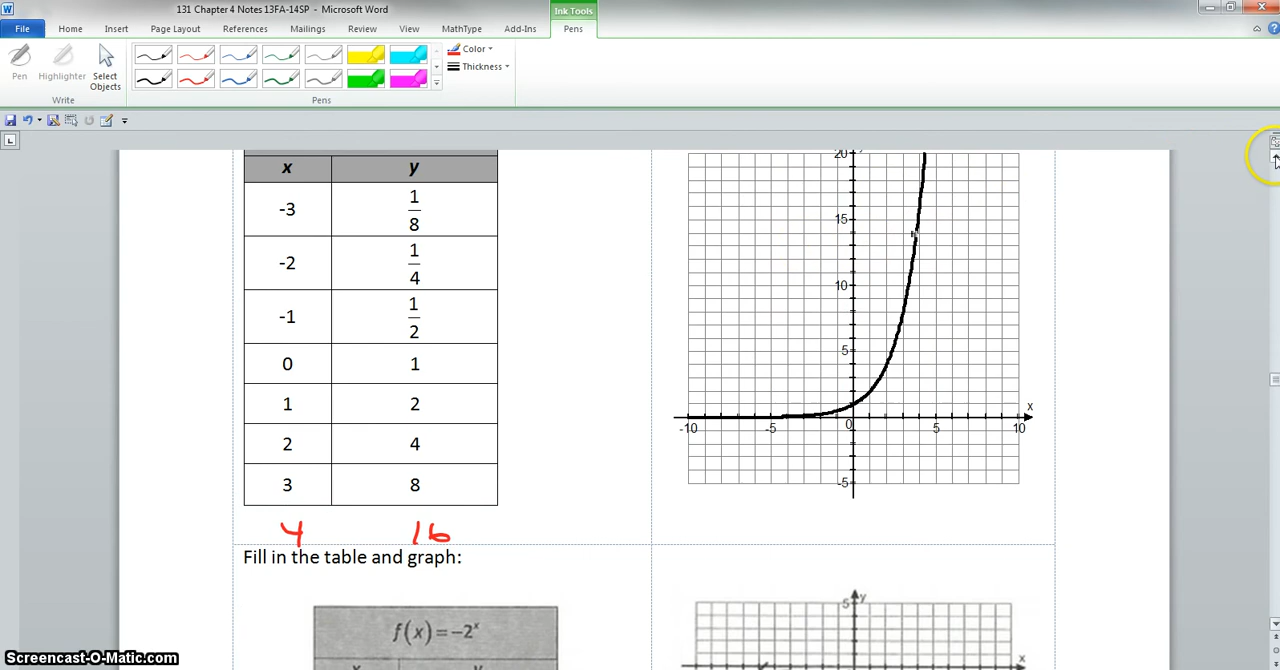 131 Chapter 4 Notes 13FA-14SP - Microsoft Word
Ink Tools
File Home Insert Page Layout References Mailings Review View MathType Add-Ins Pens
Pen Highlighter Select Objects
Color
Thickness
Write Pens
x y
-3 1/8
-2 1/4
-1 1/2
0 1
1 2
2 4
3 8
4 16
20
15
10
5
-10 -5 0 5 10 x
-5
Fill in the table and graph:
f(x)=-2ˣ
x y
5 y
x
Screencast-O-Matic.com